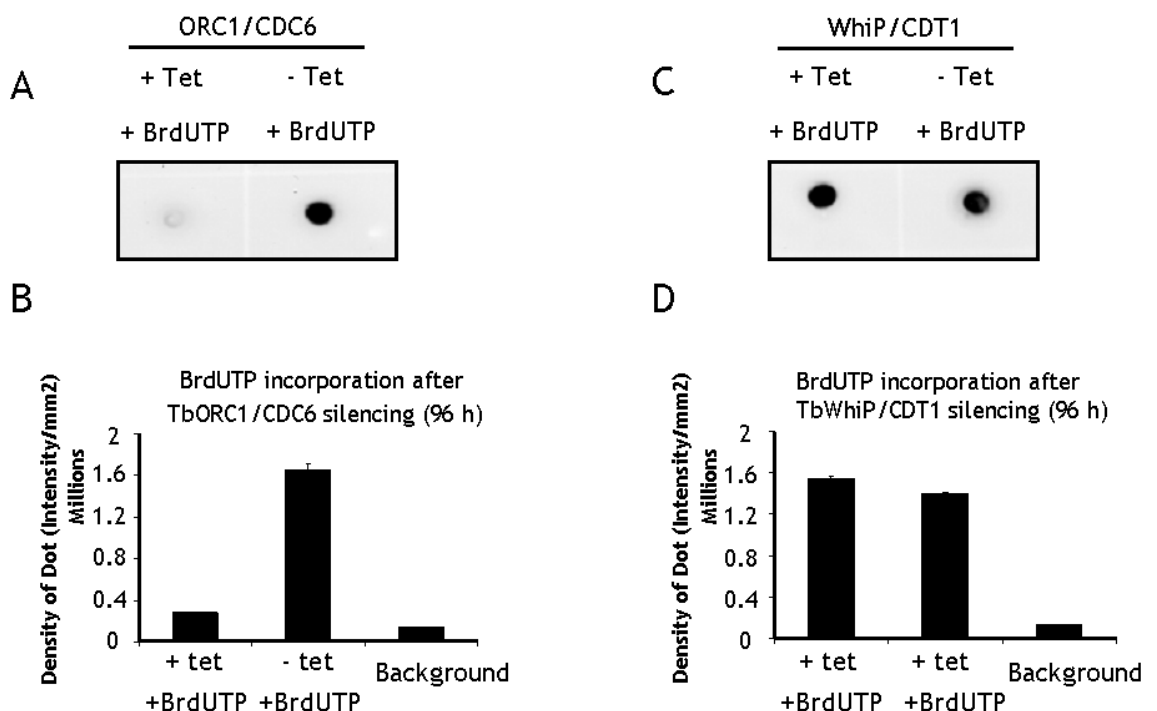 ORC1/CDC6
A
+ Tet - Tet
+ BrdUTP + BrdUTP
B
BrdUTP incorporation after
TbORC1/CDC6 silencing (96 h)
Density of Dot (Intensity/mm2)
Millions
2
1.6
1.2
0.8
0.4
0
+ tet - tet Background
+BrdUTP +BrdUTP
WhiP/CDT1
C
+ Tet - Tet
+ BrdUTP + BrdUTP
D
BrdUTP incorporation after
TbWhiP/CDT1 silencing (96 h)
Density of Dot (Intensity/mm2)
Millions
2
1.6
1.2
0.8
0.4
0
+ tet + tet Background
+BrdUTP +BrdUTP